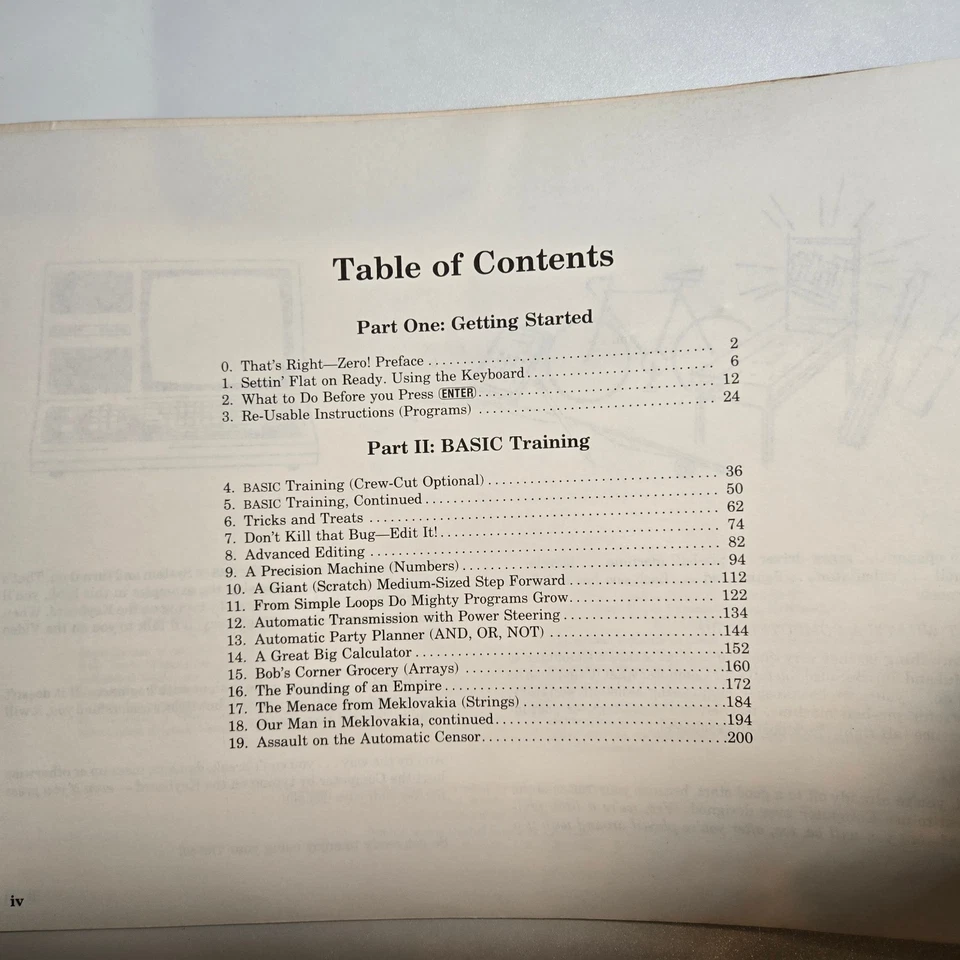 Table of Contents
Part One: Getting Started
0. That's Right—Zero! Preface ........................................ 2
1. Settin' Flat on Ready. Using the Keyboard ........................... 6
2. What to Do Before you Press ENTER .................................. 12
3. Re-Usable Instructions (Programs) .................................. 24
Part II: BASIC Training
4. BASIC Training (Crew-Cut Optional) ................................. 36
5. BASIC Training, Continued .......................................... 50
6. Tricks and Treats .................................................. 62
7. Don't Kill that Bug—Edit It! ....................................... 74
8. Advanced Editing ................................................... 82
9. A Precision Machine (Numbers) ...................................... 94
10. A Giant (Scratch) Medium-Sized Step Forward ...................... 112
11. From Simple Loops Do Mighty Programs Grow ........................ 122
12. Automatic Transmission with Power Steering ....................... 134
13. Automatic Party Planner (AND, OR, NOT) ........................... 144
14. A Great Big Calculator ........................................... 152
15. Bob's Corner Grocery (Arrays) .................................... 160
16. The Founding of an Empire ........................................ 172
17. The Menace from Meklovakia (Strings) ............................. 184
18. Our Man in Meklovakia, continued ................................. 194
19. Assault on the Automatic Censor .................................. 200
iv